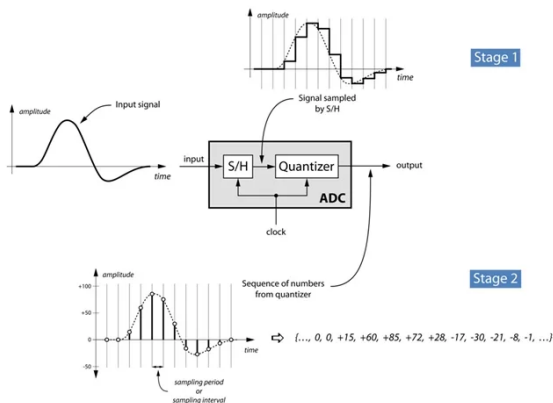 amplitude
Stage 1
time
Signal sampled
by S/H
amplitude
Input signal
time
input
S/H
Quantizer
output
ADC
clock
Sequence of numbers
from quantizer
Stage 2
amplitude
+100
+50
0
-50
time
{..., 0, 0, +15, +60, +85, +72, +28, -17, -30, -21, -8, -1, ...}
sampling period
or
sampling interval